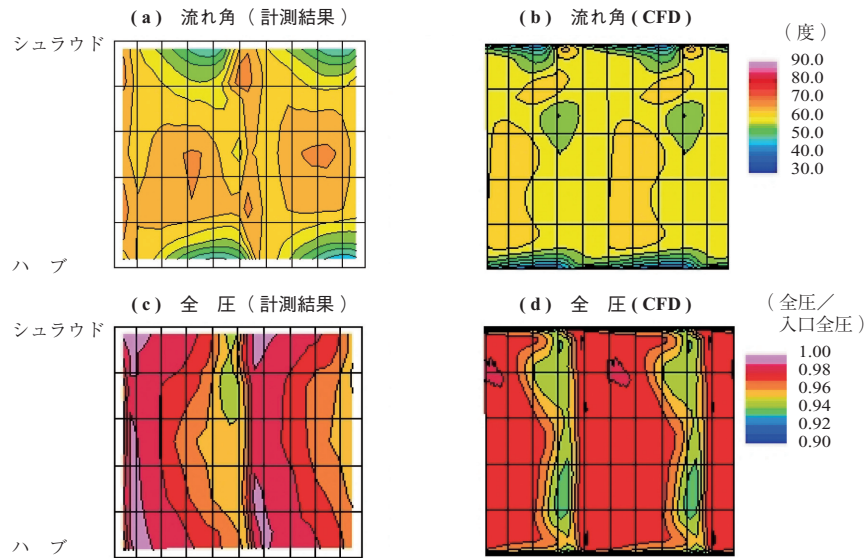 ( a ) 流れ角 ( 計測結果 )
( b ) 流れ角 ( CFD )
シュラウド
ハ ブ
( 度 )
90.0
80.0
70.0
60.0
50.0
40.0
30.0
( c ) 全 圧 ( 計測結果 )
( d ) 全 圧 ( CFD )
シュラウド
ハ ブ
( 全圧／
入口全圧 )
1.00
0.98
0.96
0.94
0.92
0.90